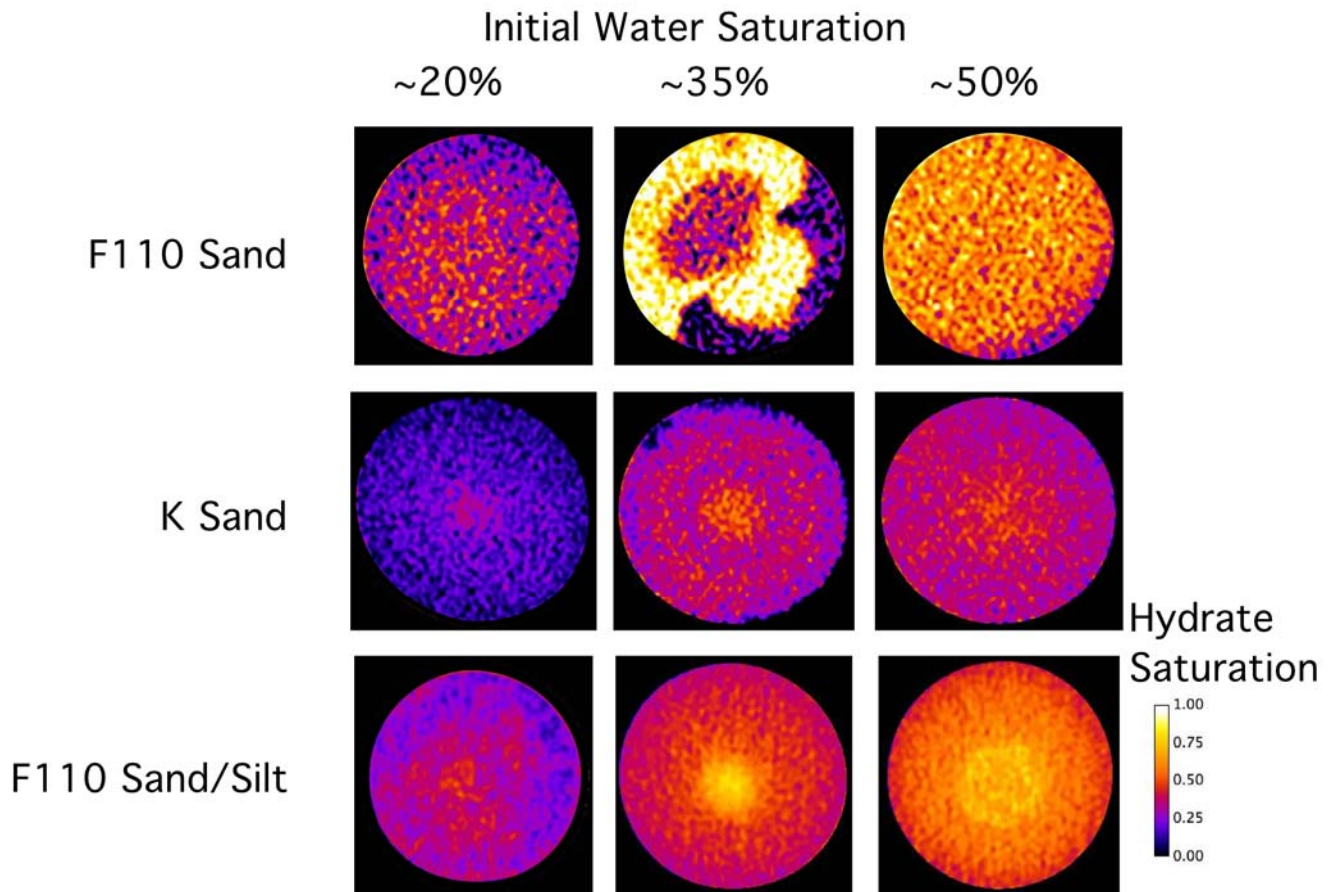 Initial Water Saturation
~20% ~35% ~50%
F110 Sand
K Sand
Hydrate
Saturation
1.00
0.75
F110 Sand/Silt
0.50
0.25
0.00